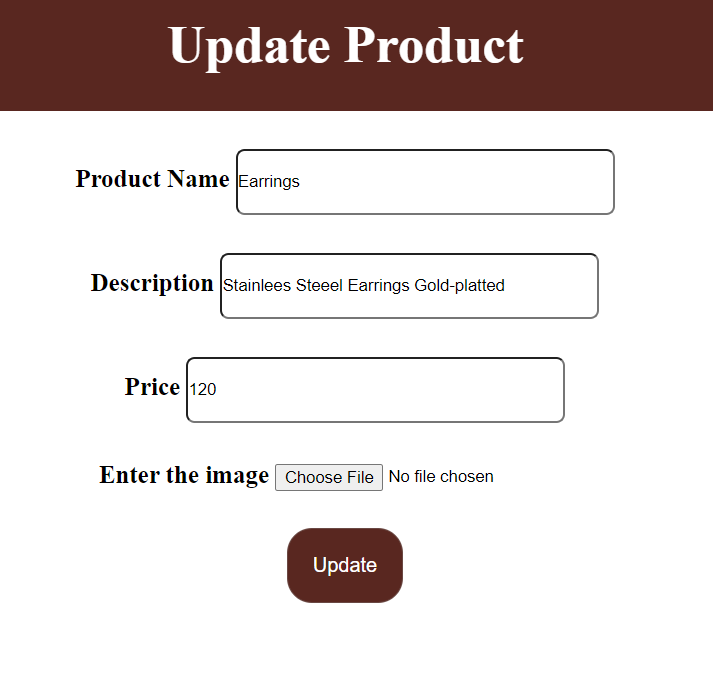 Update Product
Product Name Earrings
Description Stainlees Steeel Earrings Gold-platted
Price 120
Enter the image Choose File No file chosen
Update